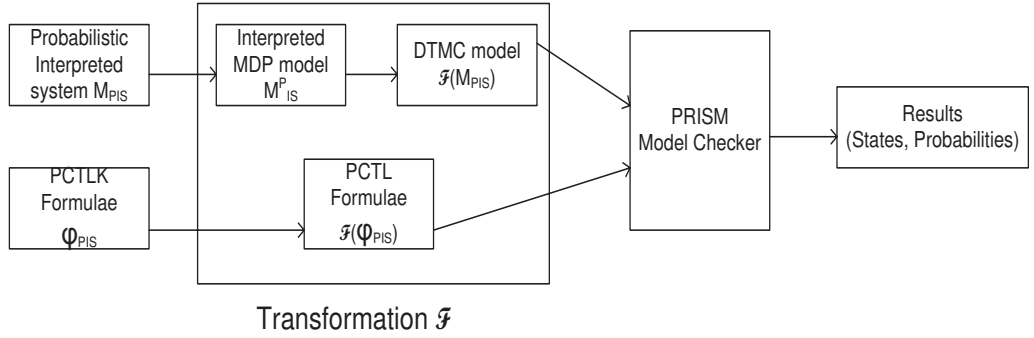 Probabilistic
Interpreted
system M_PIS
Interpreted
MDP model
M^P_IS
DTMC model
ℱ(M_PIS)
PRISM
Model Checker
Results
(States, Probabilities)
PCTLK
Formulae
φ_PIS
PCTL
Formulae
ℱ(φ_PIS)
Transformation ℱ